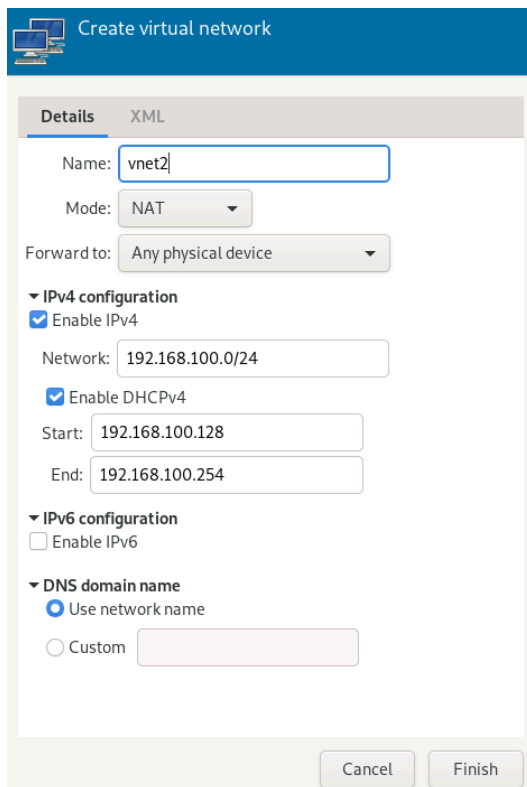 Create virtual network
Details XML
Name: vnet2
Mode: NAT
Forward to: Any physical device
IPv4 configuration
Enable IPv4
Network: 192.168.100.0/24
Enable DHCPv4
Start: 192.168.100.128
End: 192.168.100.254
IPv6 configuration
Enable IPv6
DNS domain name
Use network name
Custom
Cancel Finish